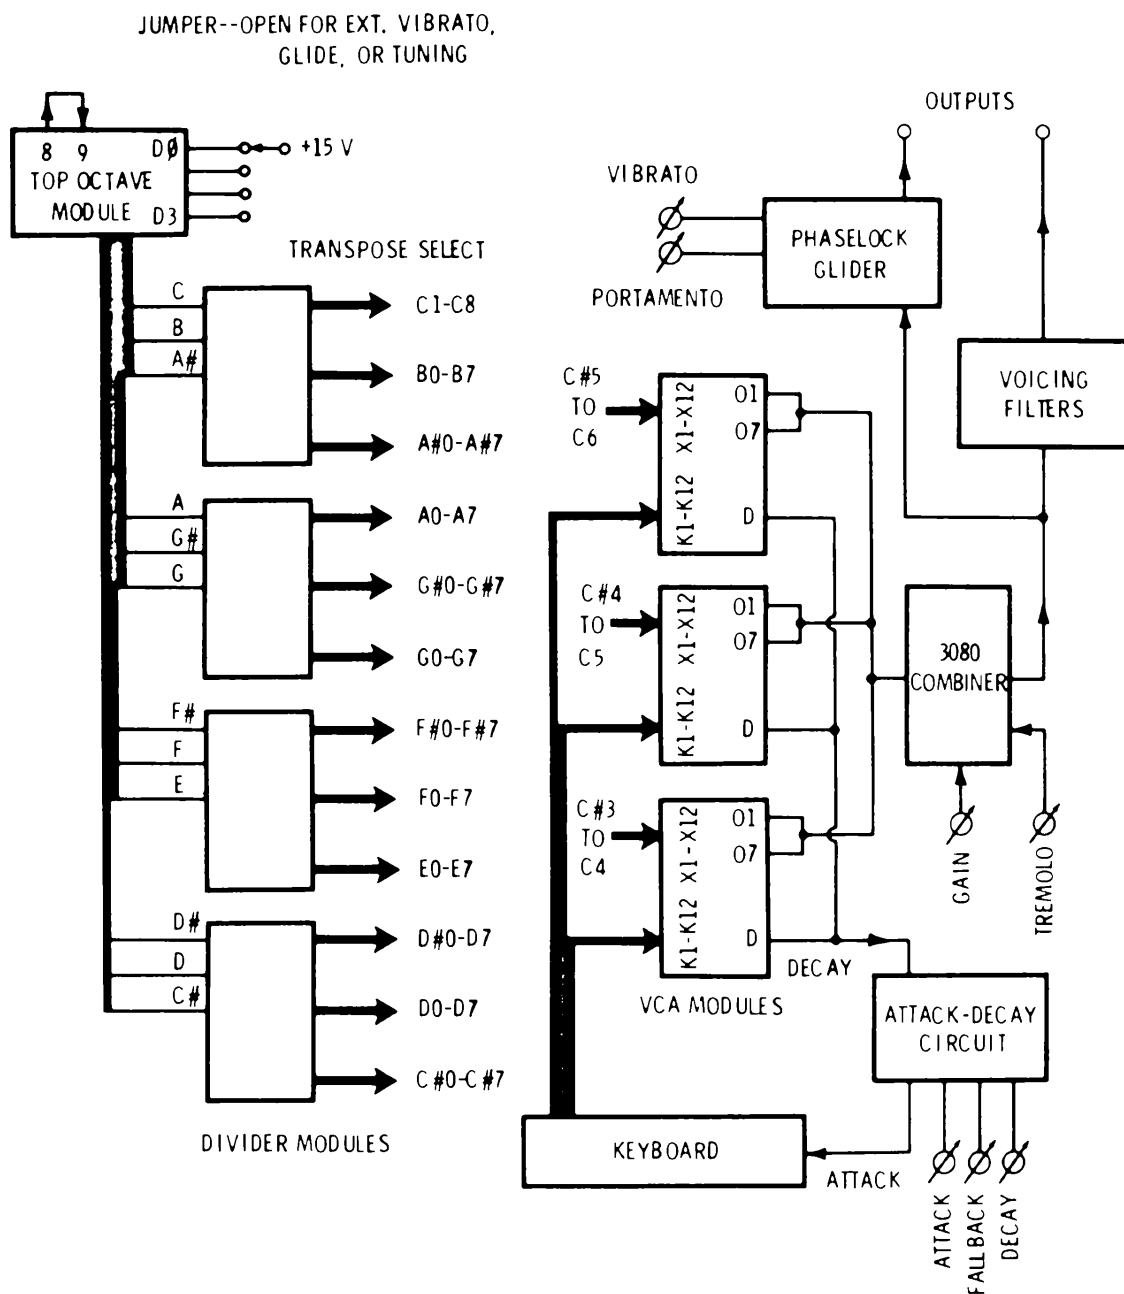 JUMPER--OPEN FOR EXT. VIBRATO,
GLIDE, OR TUNING
8 9 DØ
+15 V
TOP OCTAVE
MODULE D3
TRANSPOSE SELECT
C
B
A#
C1-C8
B0-B7
A#0-A#7
A
G#
G
A0-A7
G#0-G#7
G0-G7
F#
F
E
F#0-F#7
F0-F7
E0-E7
D#
D
C#
D#0-D7
D0-D7
C#0-C#7
DIVIDER MODULES
OUTPUTS
VIBRATO
PORTAMENTO
PHASELOCK
GLIDER
VOICING
FILTERS
C#5
TO
C6
X1-X12
K1-K12
O1
O7
D
C#4
TO
C5
X1-X12
K1-K12
O1
O7
D
3080
COMBINER
GAIN
TREMOLO
C#3
TO
C4
X1-X12
K1-K12
O1
O7
D
DECAY
VCA MODULES
ATTACK-DECAY
CIRCUIT
KEYBOARD
ATTACK
ATTACK
FALLBACK
DECAY